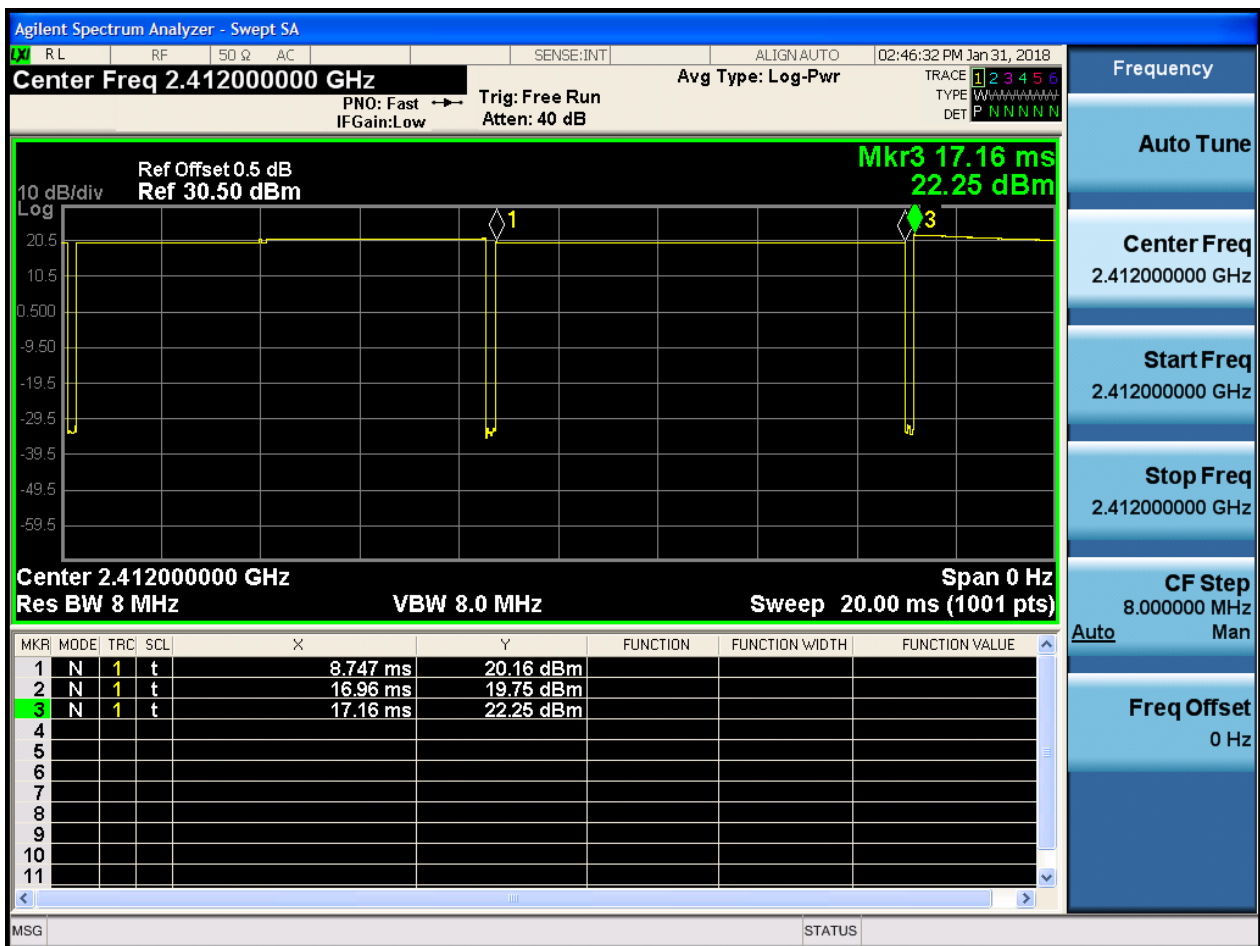 Agilent Spectrum Analyzer - Swept SA
LXI RL RF 50 Ω AC SENSE:INT ALIGN AUTO 02:46:32 PM Jan 31, 2018
Center Freq 2.412000000 GHz Avg Type: Log-Pwr TRACE 1 2 3 4 5 6
PNO: Fast Trig: Free Run TYPE WWWWWW
IFGain:Low Atten: 40 dB DET P N N N N N
Mkr3 17.16 ms
22.25 dBm
Ref Offset 0.5 dB
10 dB/div Ref 30.50 dBm
Log
1
3
20.5
10.5
0.500
-9.50
-19.5
-29.5
-39.5
-49.5
-59.5
Center 2.412000000 GHz Span 0 Hz
Res BW 8 MHz VBW 8.0 MHz Sweep 20.00 ms (1001 pts)
MKR MODE TRC SCL X Y FUNCTION FUNCTION WIDTH FUNCTION VALUE
1 N 1 t 8.747 ms 20.16 dBm
2 N 1 t 16.96 ms 19.75 dBm
3 N 1 t 17.16 ms 22.25 dBm
4
5
6
7
8
9
10
11
MSG STATUS
Frequency
Auto Tune
Center Freq
2.412000000 GHz
Start Freq
2.412000000 GHz
Stop Freq
2.412000000 GHz
CF Step
8.000000 MHz
Auto Man
Freq Offset
0 Hz